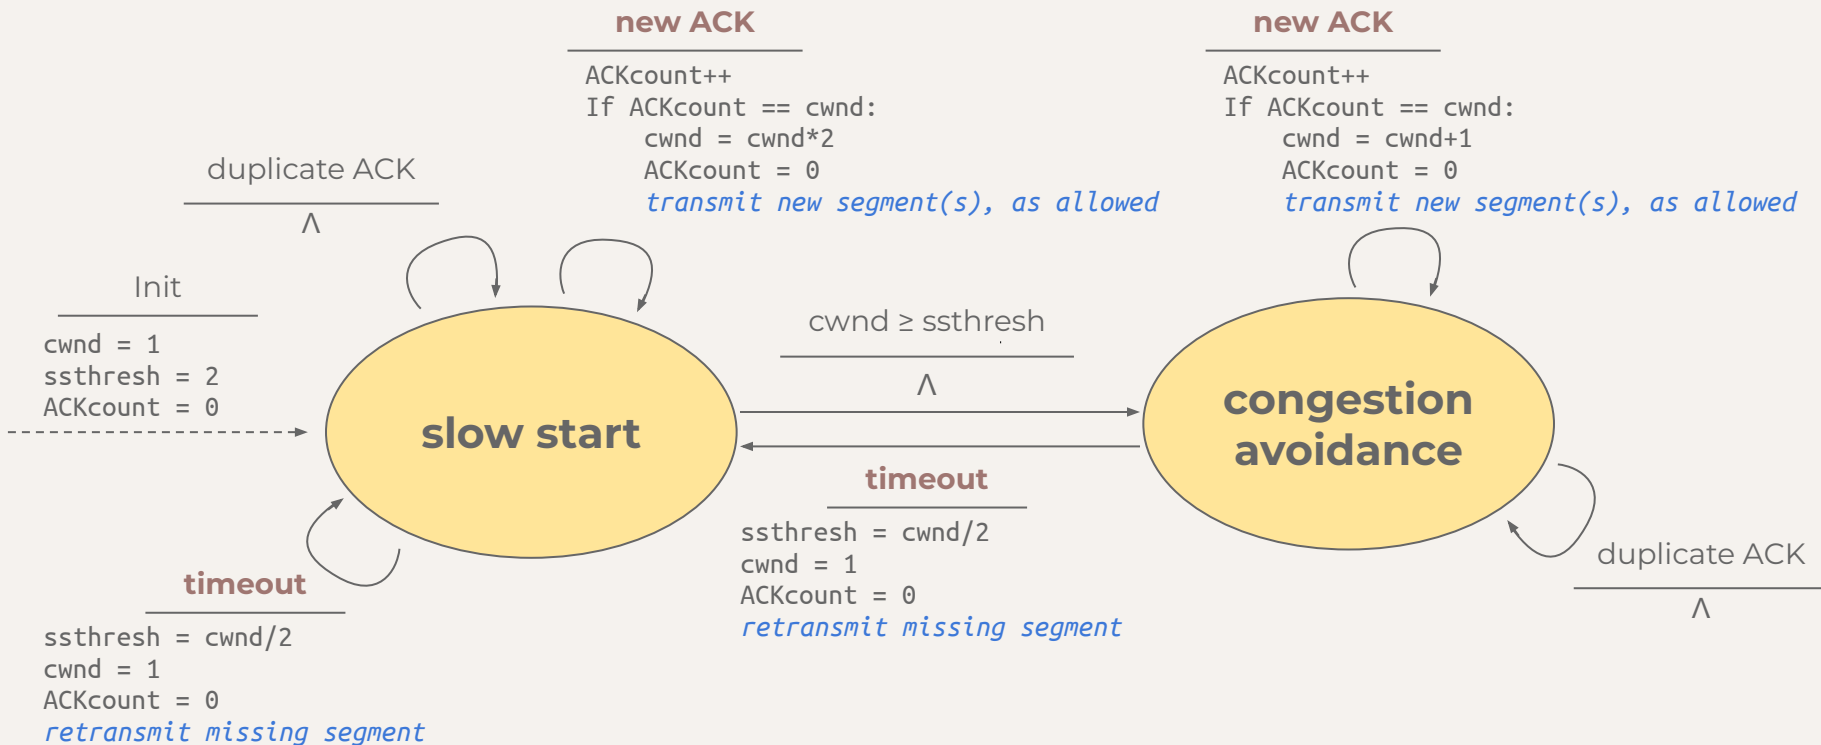 new ACK
ACKcount++
If ACKcount == cwnd:
cwnd = cwnd*2
ACKcount = 0
transmit new segment(s), as allowed
new ACK
ACKcount++
If ACKcount == cwnd:
cwnd = cwnd+1
ACKcount = 0
transmit new segment(s), as allowed
duplicate ACK
Λ
Init
cwnd = 1
ssthresh = 2
ACKcount = 0
slow start
cwnd ≥ ssthresh
Λ
congestion
avoidance
timeout
ssthresh = cwnd/2
cwnd = 1
ACKcount = 0
retransmit missing segment
duplicate ACK
Λ
timeout
ssthresh = cwnd/2
cwnd = 1
ACKcount = 0
retransmit missing segment